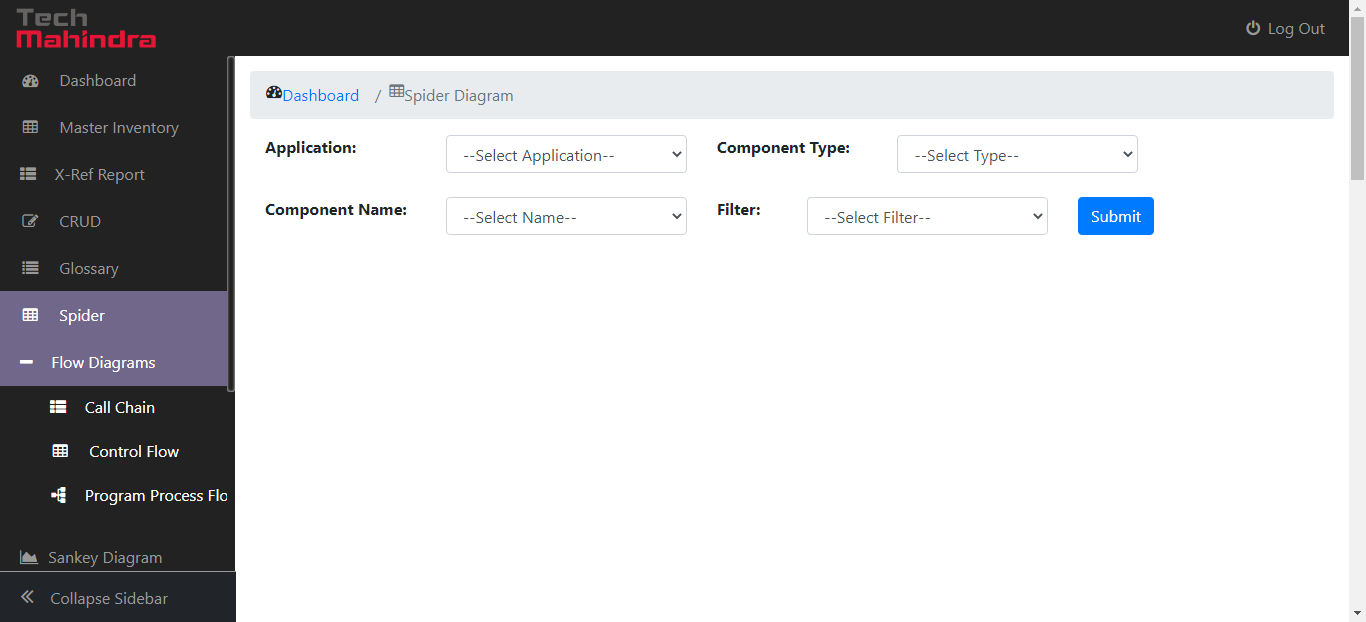 Tech
Mahindra
Log Out
Dashboard
Master Inventory
X-Ref Report
CRUD
Glossary
Spider
Flow Diagrams
Call Chain
Control Flow
Program Process Flo
Sankey Diagram
Collapse Sidebar
Dashboard / Spider Diagram
Application: --Select Application-- Component Type: --Select Type--
Component Name: --Select Name-- Filter: --Select Filter-- Submit